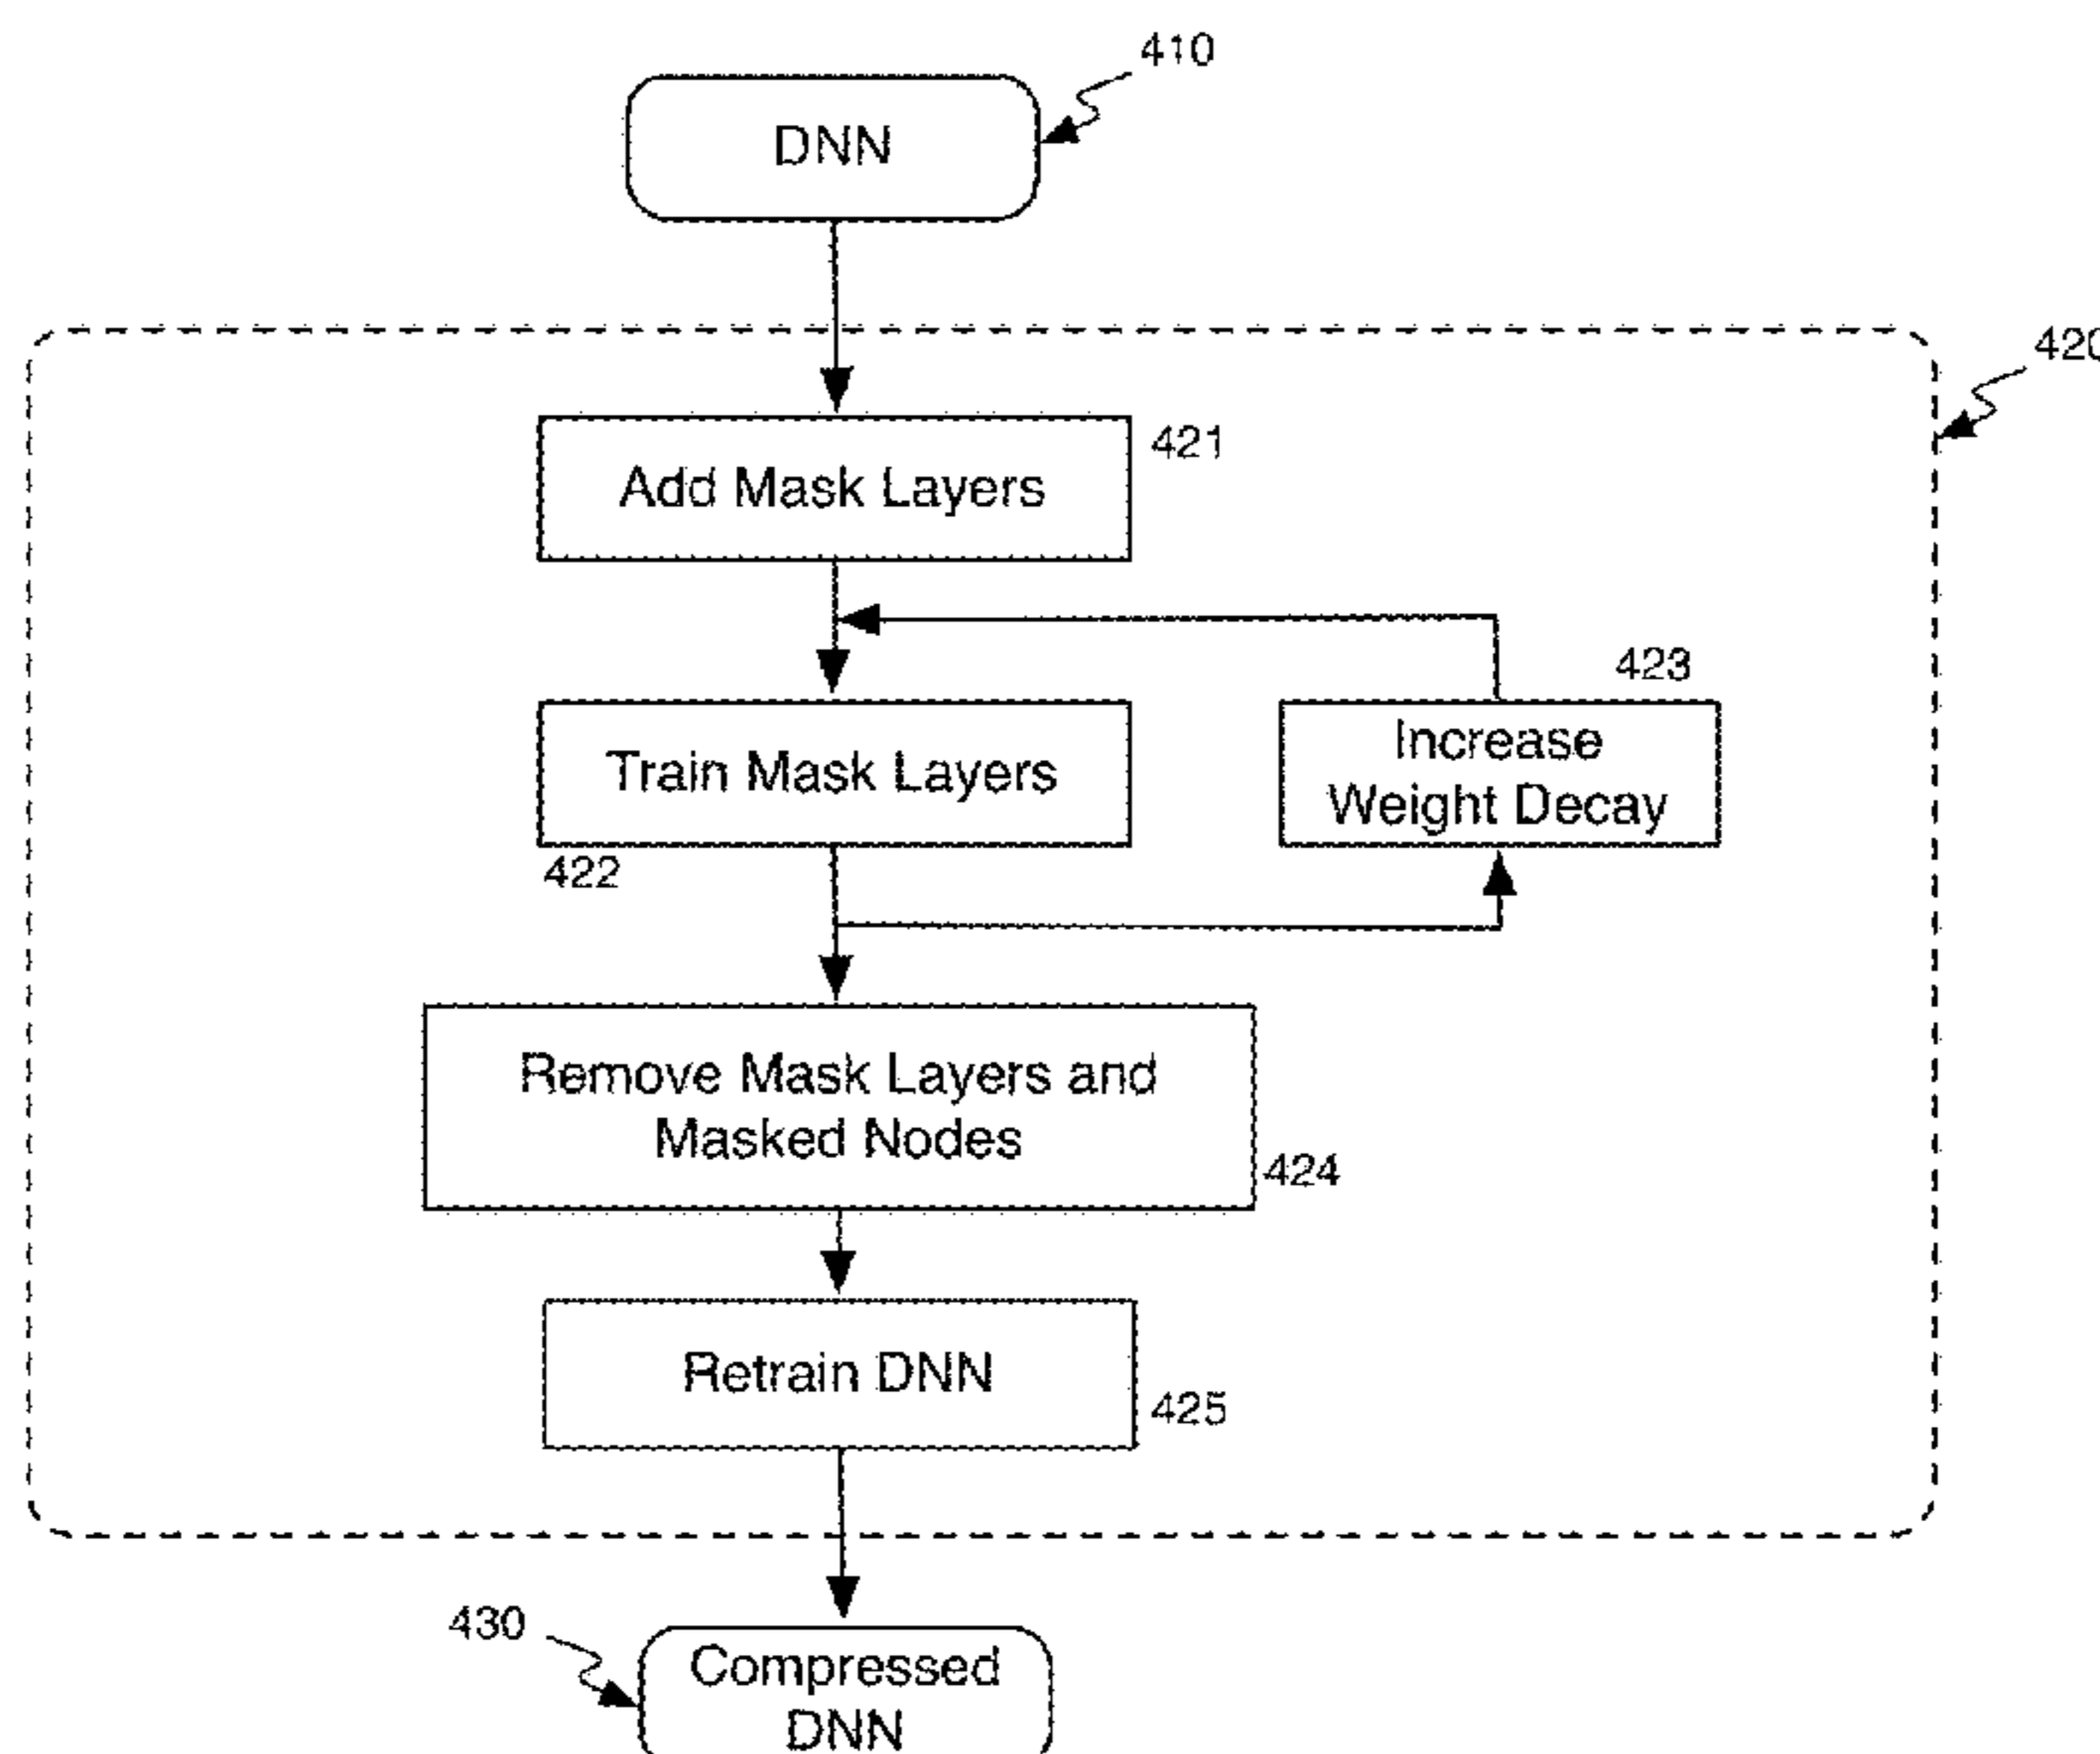 410
DNN
420
Add Mask Layers
421
423
Train Mask Layers
Increase
Weight Decay
422
Remove Mask Layers and
Masked Nodes
424
Retrain DNN
425
430
Compressed
DNN